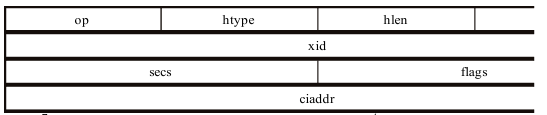 op htype hlen
xid
secs flags
ciaddr